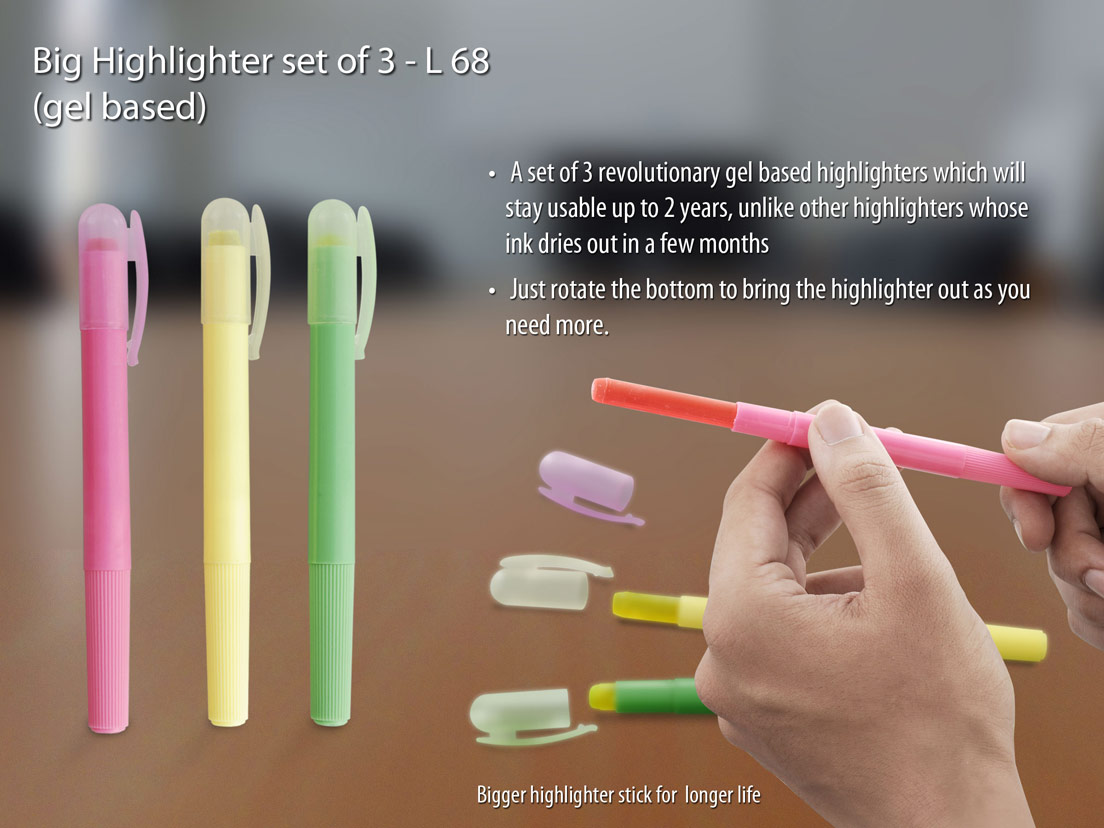 Big Highlighter set of 3 - L 68
(gel based)
• A set of 3 revolutionary gel based highlighters which will
stay usable up to 2 years, unlike other highlighters whose
ink dries out in a few months
• Just rotate the bottom to bring the highlighter out as you
need more.
Bigger highlighter stick for longer life